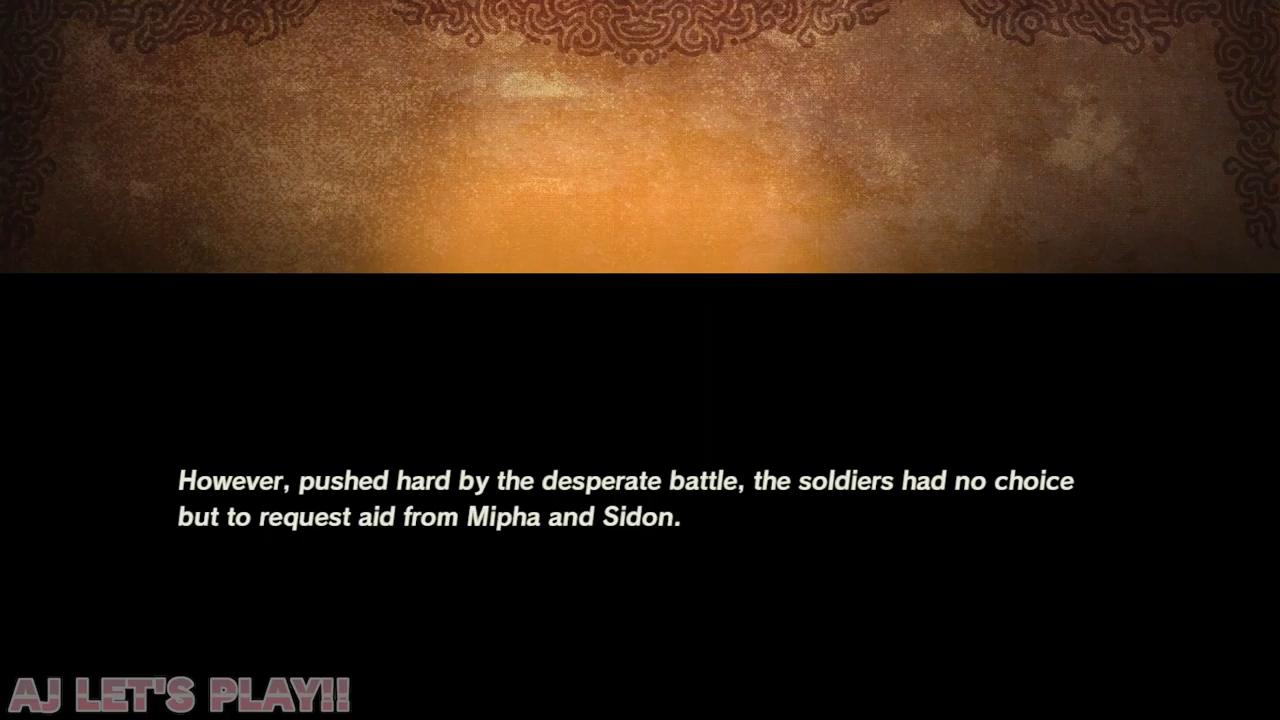 However, pushed hard by the desperate battle, the soldiers had no choice
but to request aid from Mipha and Sidon.
AJ LET'S PLAY!!